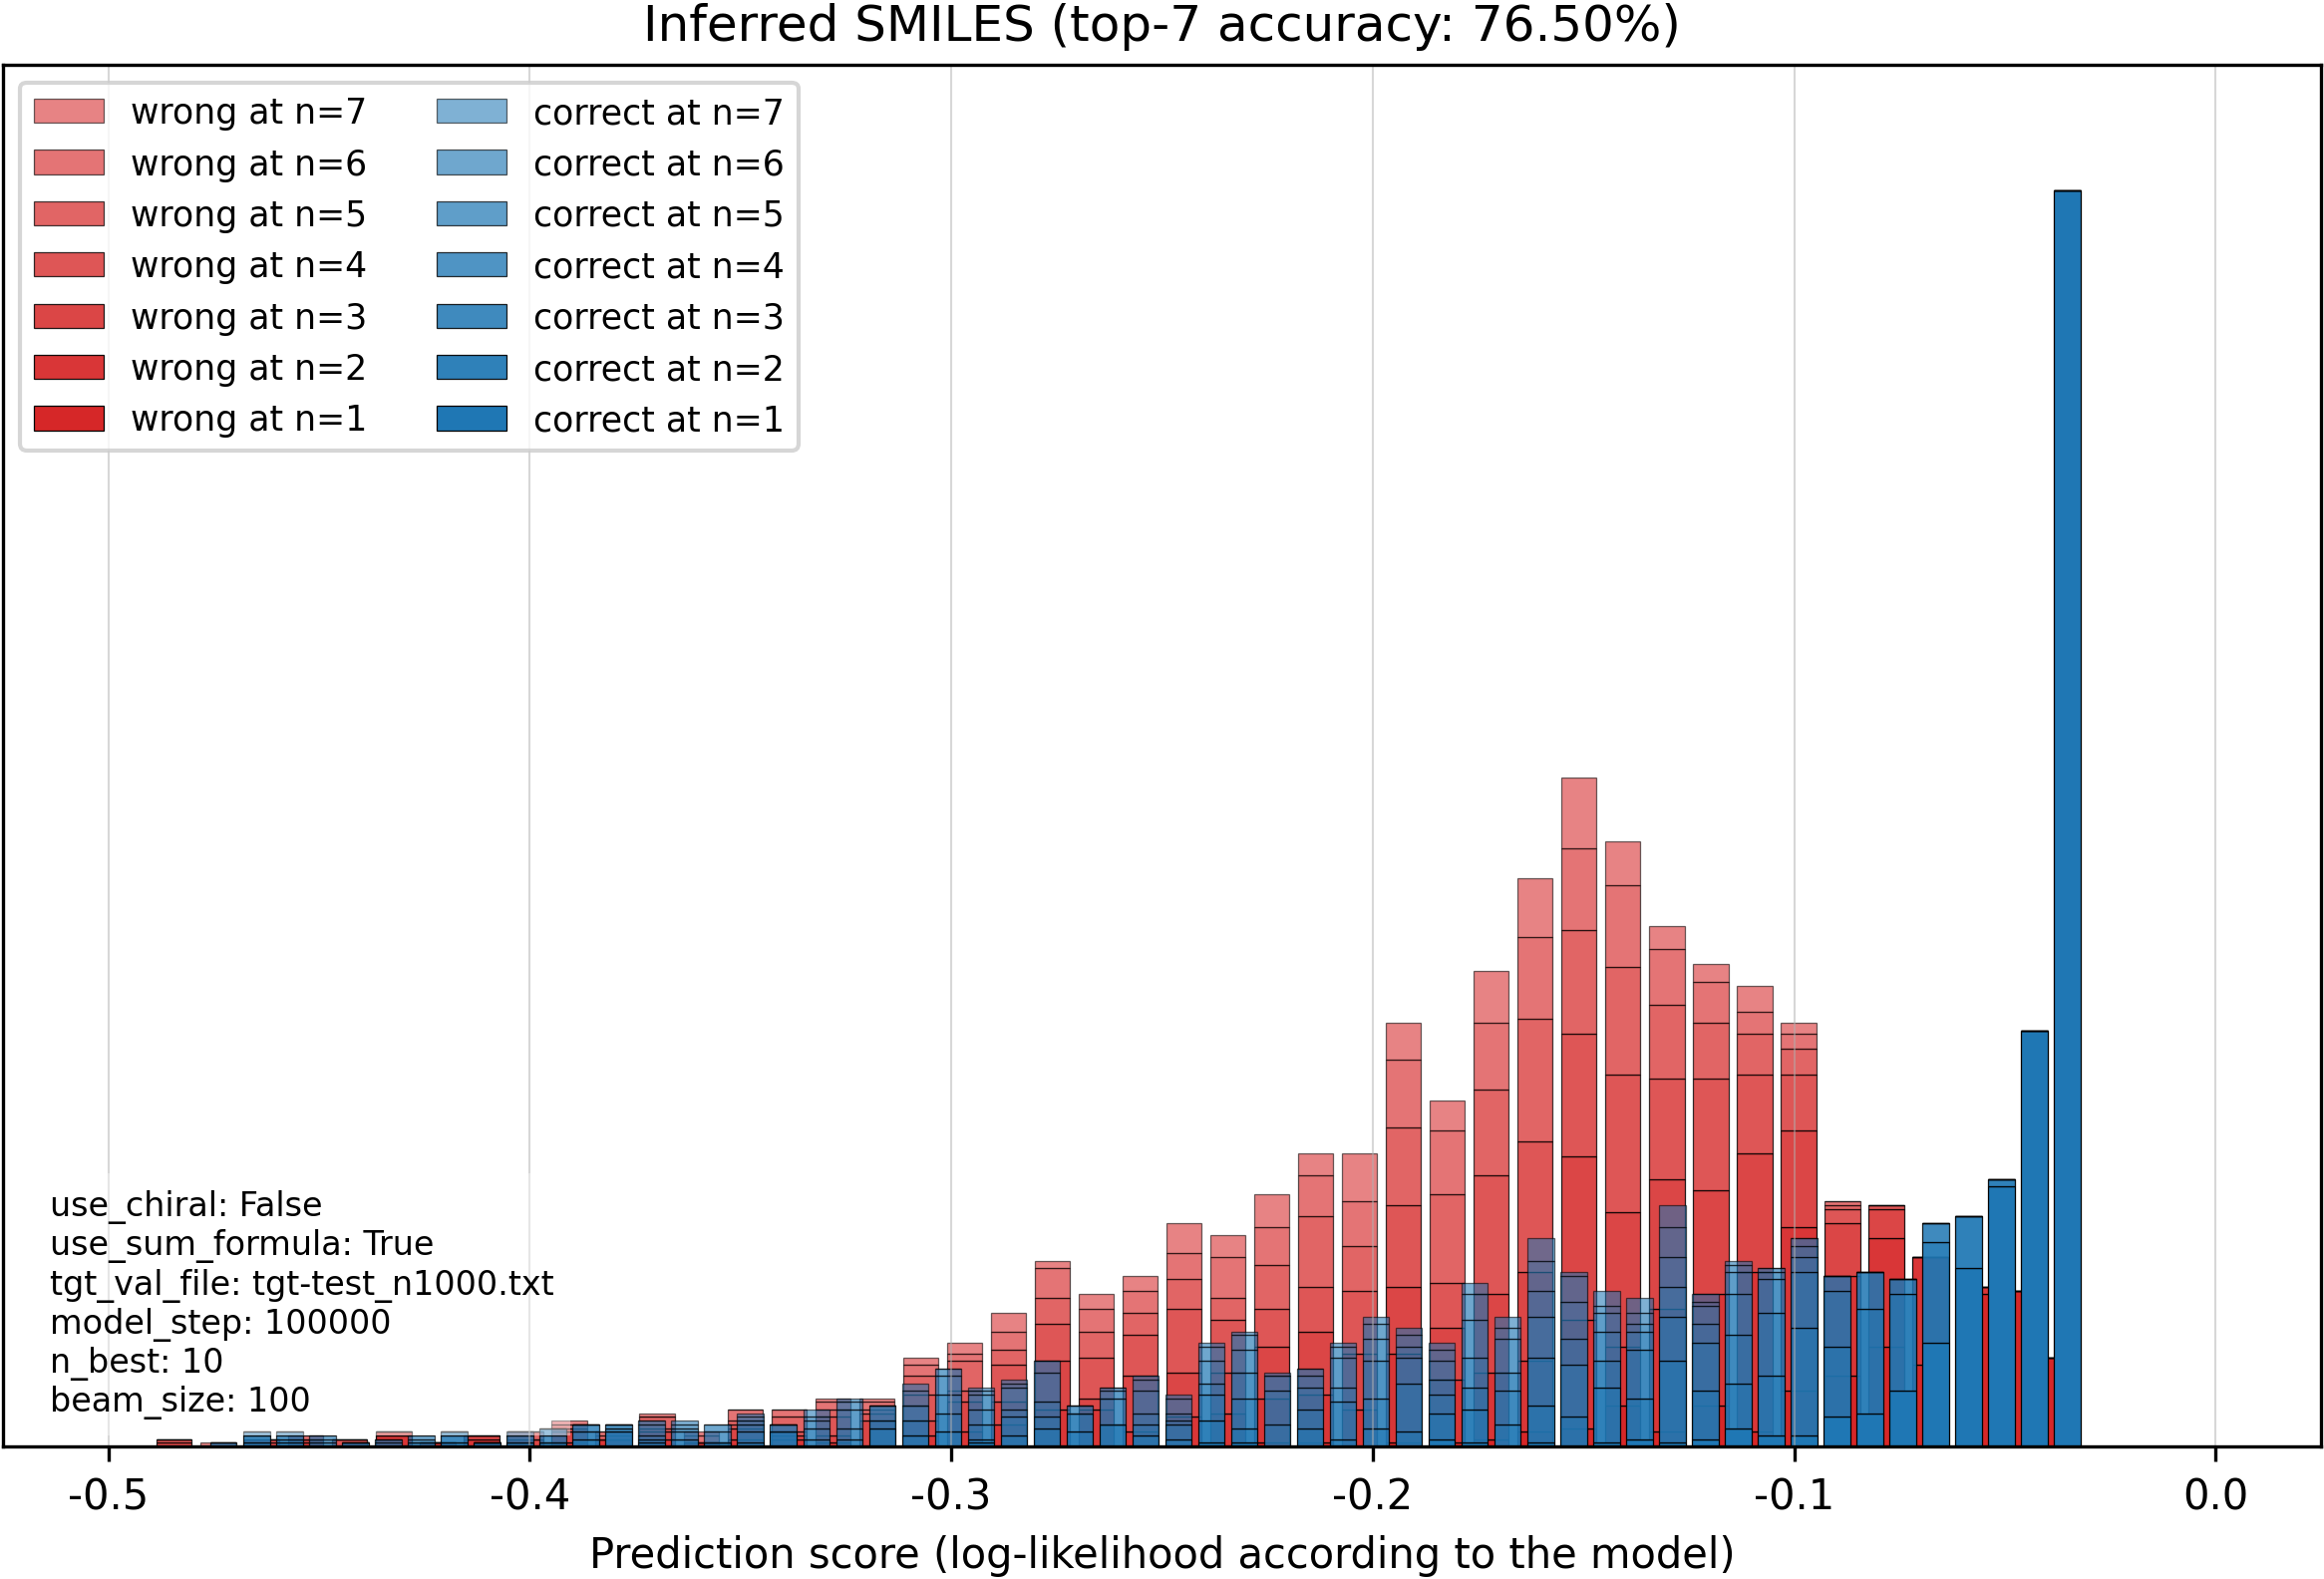 Inferred SMILES (top-7 accuracy: 76.50%)
wrong at n=7
wrong at n=6
wrong at n=5
wrong at n=4
wrong at n=3
wrong at n=2
wrong at n=1
correct at n=7
correct at n=6
correct at n=5
correct at n=4
correct at n=3
correct at n=2
correct at n=1
use_chiral: False
use_sum_formula: True
tgt_val_file: tgt-test_n1000.txt
model_step: 100000
n_best: 10
beam_size: 100
-0.5 -0.4 -0.3 -0.2 -0.1 0.0
Prediction score (log-likelihood according to the model)